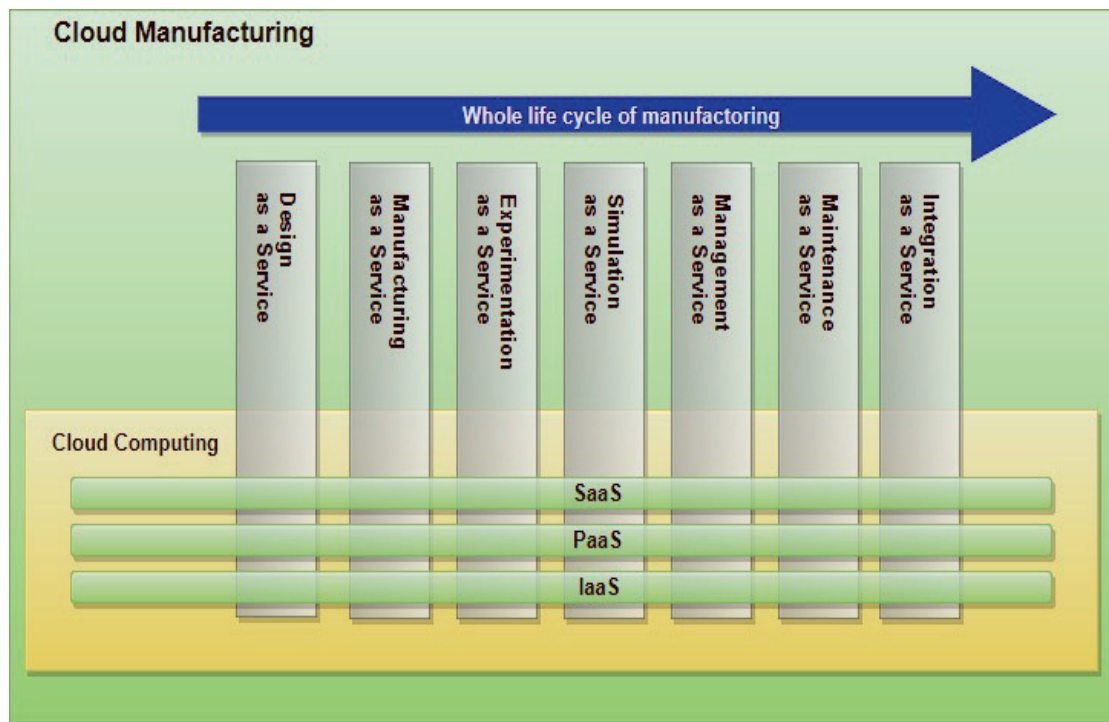 Cloud Manufacturing
Whole life cycle of manufactoring
Design
as a Service
Manufacturing
as a Service
Experimentation
as a Service
Simulation
as a Service
Management
as a Service
Maintenance
as a Service
Integration
as a Service
Cloud Computing
SaaS
PaaS
IaaS